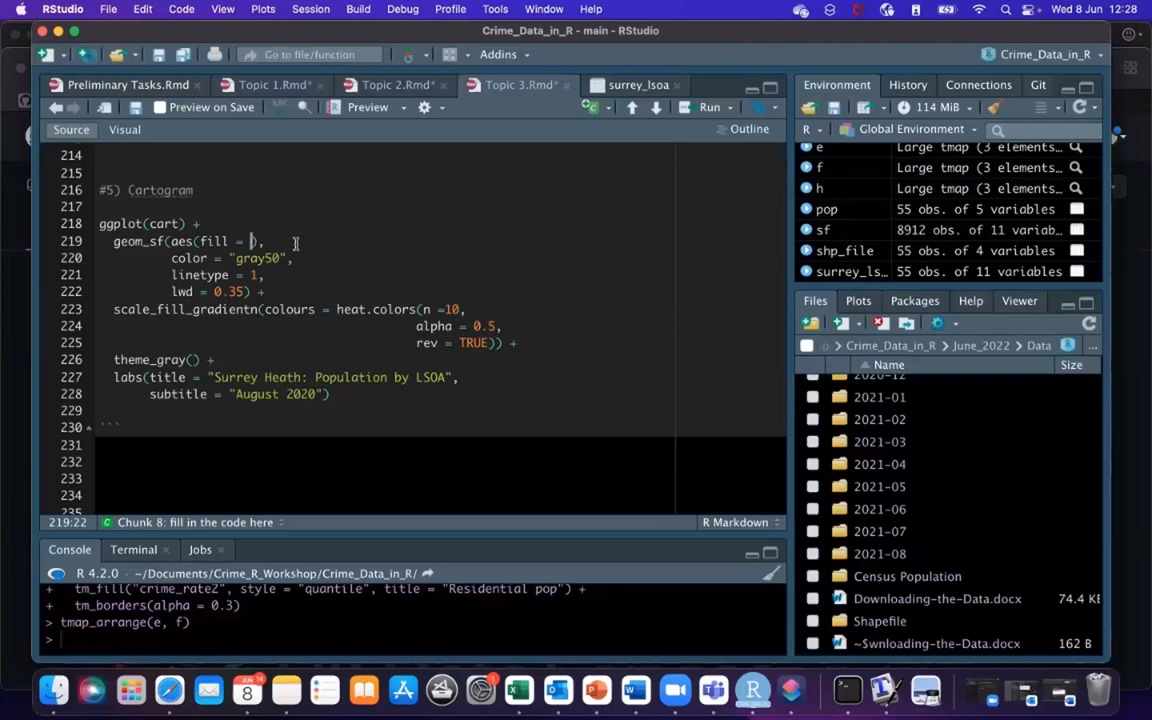 RStudio File Edit Code View Plots Session Build Debug Profile Tools Window Help Wed 8 Jun 12:28
Crime_Data_in_R - main - RStudio
Go to file/function Addins Crime_Data_in_R
Preliminary Tasks.Rmd Topic 1.Rmd* Topic 2.Rmd* Topic 3.Rmd* surrey_lsoa
Preview on Save ABC Preview Run
Source Visual Outline
214
215
216 #5) Cartogram
217
218 ggplot(cart) +
219 geom_sf(aes(fill = ),
220 color = "gray50",
221 linetype = 1,
222 lwd = 0.35) +
223 scale_fill_gradientn(colours = heat.colors(n =10,
224 alpha = 0.5,
225 rev = TRUE)) +
226 theme_gray() +
227 labs(title = "Surrey Heath: Population by LSOA",
228 subtitle = "August 2020")
229
230 ```
231
232
233
234
235
219:22 Chunk 8: fill in the code here R Markdown
Console Terminal Jobs
R 4.2.0 · ~/Documents/Crime_R_Workshop/Crime_Data_in_R/
+ tm_fill("crime_rate2", style = "quantile", title = "Residential pop") +
+ tm_borders(alpha = 0.3)
> tmap_arrange(e, f)
>
Environment History Connections Git
114 MiB
R Global Environment
e Large tmap (3 elements…
f Large tmap (3 elements…
h Large tmap (3 elements…
pop 55 obs. of 5 variables
sf 8912 obs. of 11 variab…
shp_file 55 obs. of 4 variables
surrey_ls… 55 obs. of 11 variables
Files Plots Packages Help Viewer
Crime_Data_in_R June_2022 Data ...
Name Size
2020-12
2021-01
2021-02
2021-03
2021-04
2021-05
2021-06
2021-07
2021-08
Census Population
Downloading-the-Data.docx 74.4 KB
Shapefile
~$wnloading-the-Data.docx 162 B